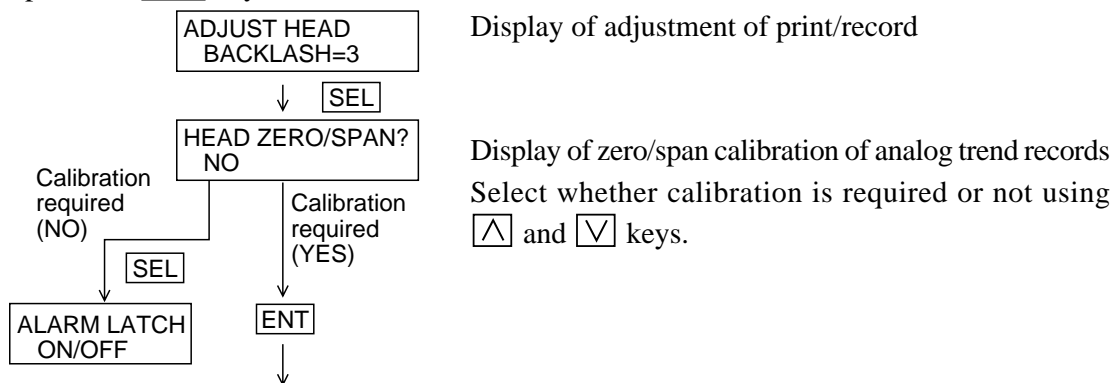 ADJUST HEAD
BACKLASH=3
Display of adjustment of print/record
SEL
HEAD ZERO/SPAN?
NO
Display of zero/span calibration of analog trend records
Select whether calibration is required or not using
∧ and ∨ keys.
Calibration
required
(NO)
Calibration
required
(YES)
SEL
ALARM LATCH
ON/OFF
ENT